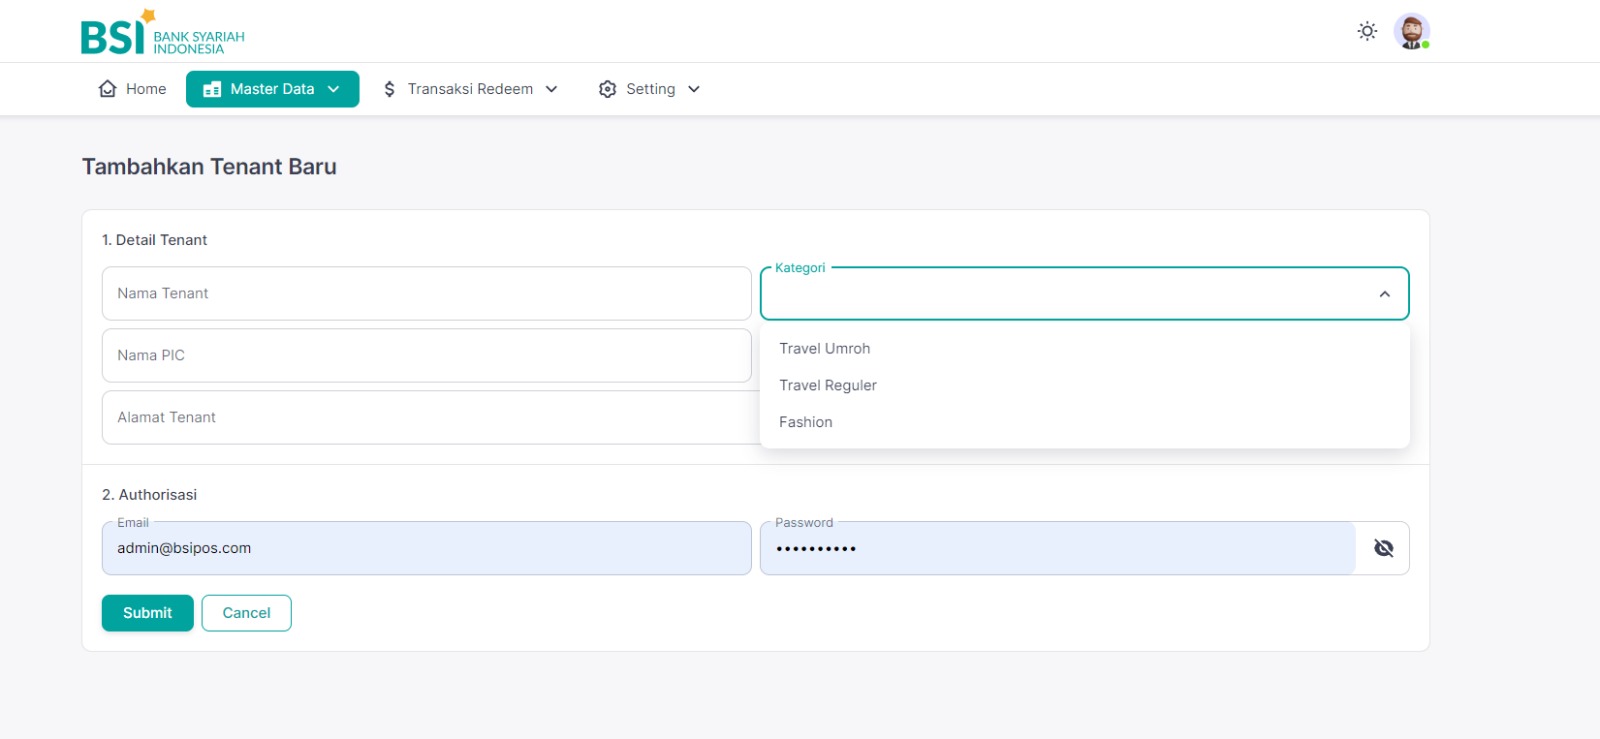 BSI BANK SYARIAH
INDONESIA
Home Master Data Transaksi Redeem Setting
Tambahkan Tenant Baru
1. Detail Tenant
Nama Tenant
Kategori
Nama PIC
Travel Umroh
Travel Reguler
Alamat Tenant
Fashion
2. Authorisasi
Email
admin@bsipos.com
Password
••••••••••
Submit Cancel